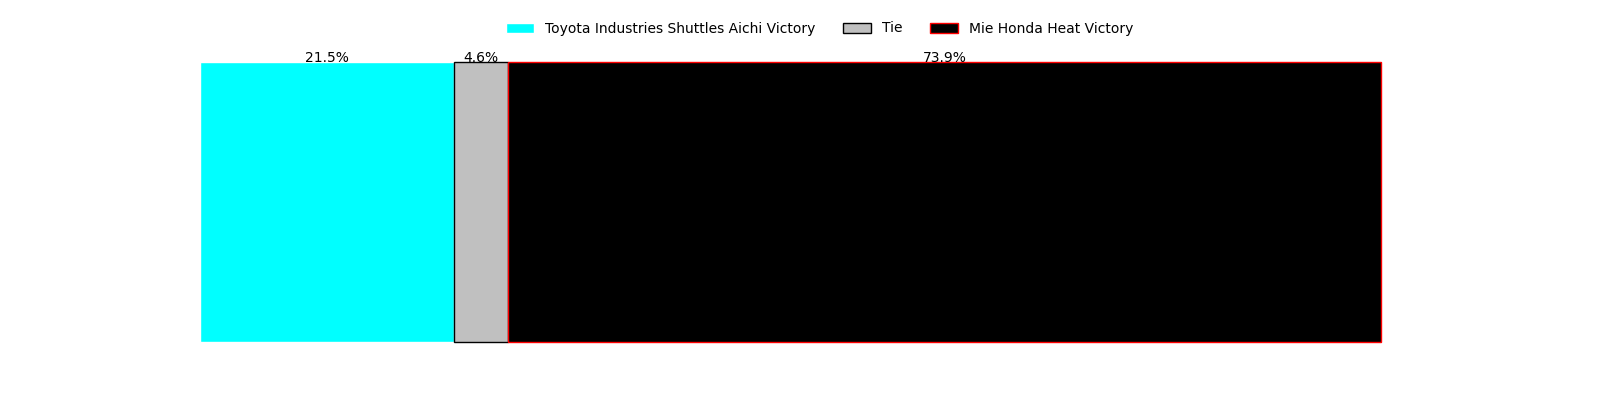 Toyota Industries Shuttles Aichi Victory Tie Mie Honda Heat Victory
21.5% 4.6% 73.9%